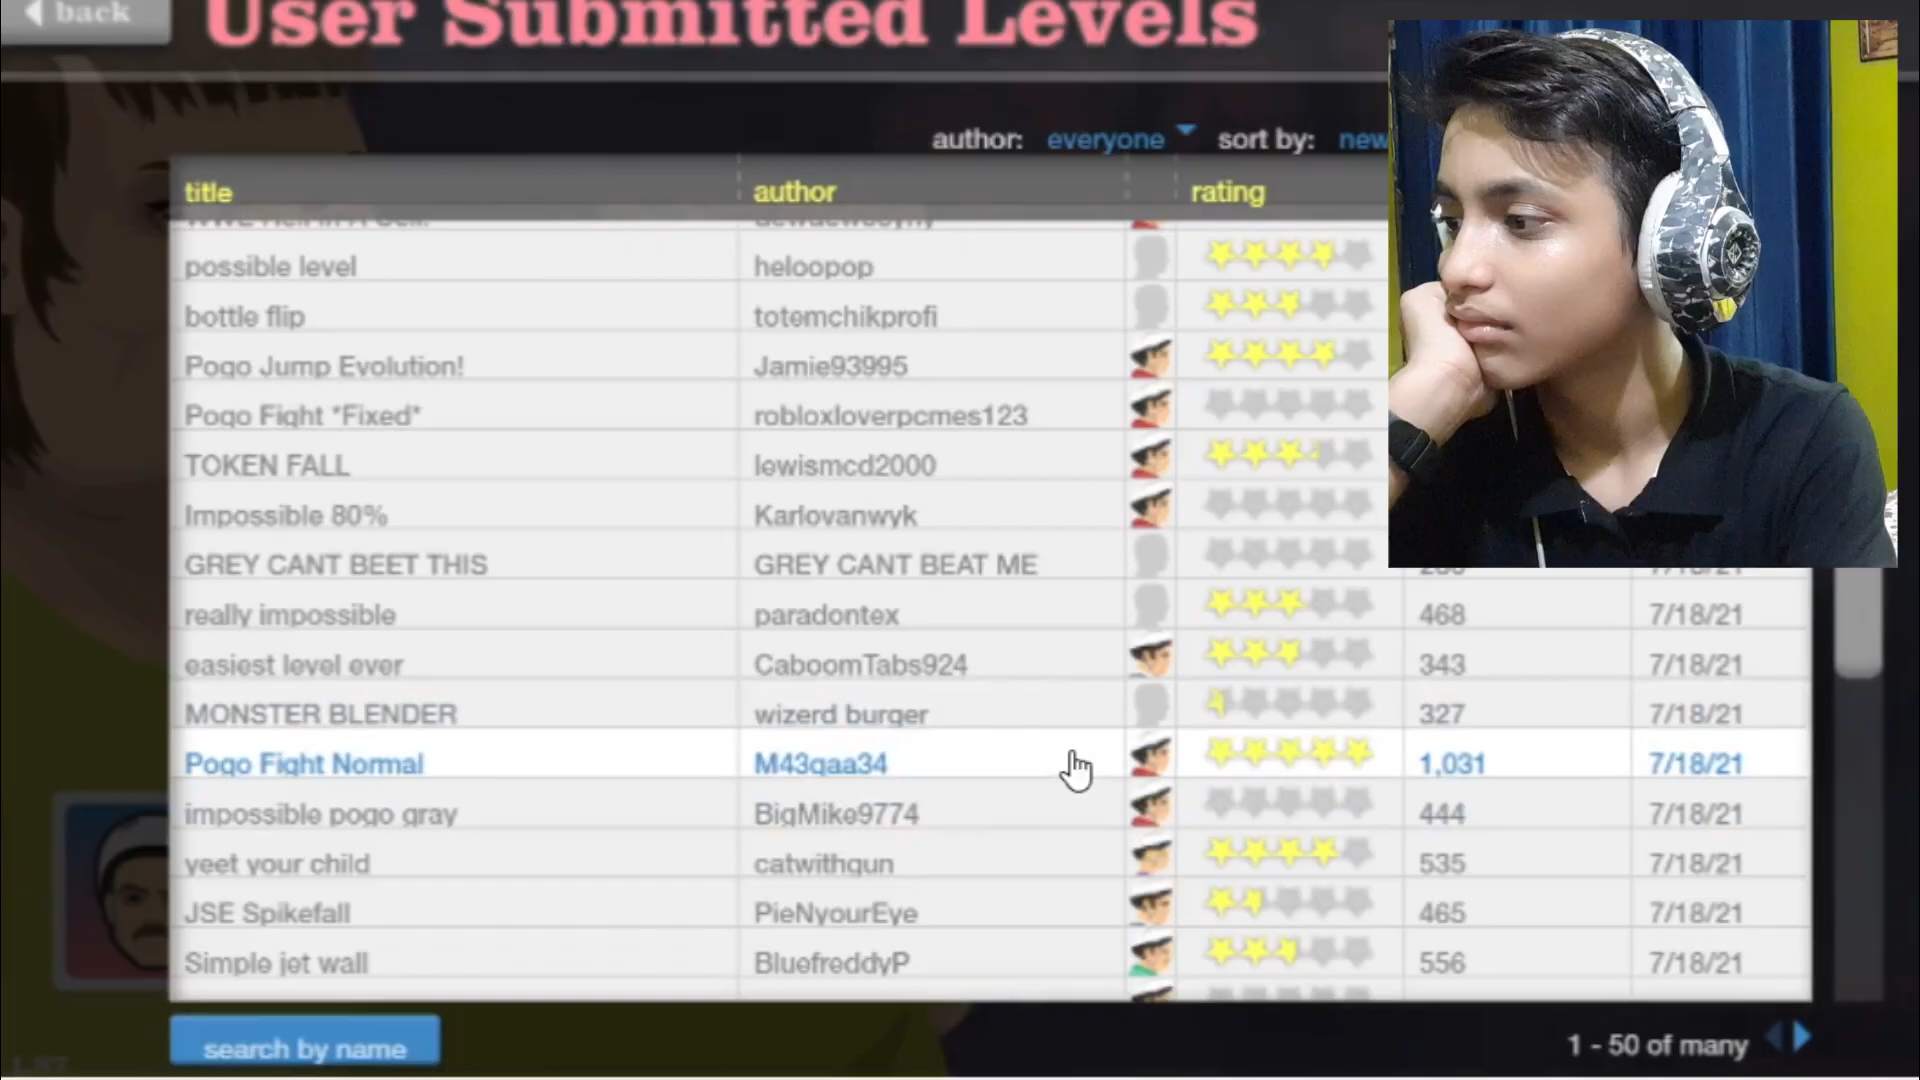 back
User Submitted Levels
author: everyone sort by: new
title author rating
possible level heloopop
bottle flip totemchikprofi
Pogo Jump Evolution! Jamie93995
Pogo Fight *Fixed* robloxloverpcmes123
TOKEN FALL lewismcd2000
Impossible 80% Karlovanwyk
GREY CANT BEET THIS GREY CANT BEAT ME
really impossible paradontex 468 7/18/21
easiest level ever CaboomTabs924 343 7/18/21
MONSTER BLENDER wizerd burger 327 7/18/21
Pogo Fight Normal M43gaa34 1,031 7/18/21
impossible pogo gray BigMike9774 444 7/18/21
yeet your child catwithgun 535 7/18/21
JSE Spikefall PieNyourEye 465 7/18/21
Simple jet wall BluefreddyP 556 7/18/21
search by name 1 - 50 of many
1.87